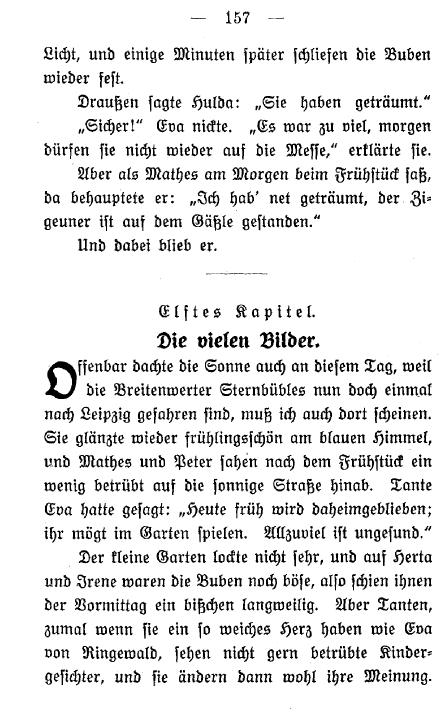 — 157 —
Licht, und einige Minuten später schliefen die Buben
wieder fest.
Draußen sagte Hulda: „Sie haben geträumt.“
„Sicher!“ Eva nickte. „Es war zu viel, morgen
dürfen sie nicht wieder auf die Messe,“ erklärte sie.
Aber als Mathes am Morgen beim Frühstück saß,
da behauptete er: „Ich hab’ net geträumt, der Zi-
geuner ist auf dem Gäßle gestanden.“
Und dabei blieb er.
Elftes Kapitel.
Die vielen Bilder.
Offenbar dachte die Sonne auch an diesem Tag, weil
die Breitenwerter Sternbübles nun doch einmal
nach Leipzig gefahren sind, muß ich auch dort scheinen.
Sie glänzte wieder frühlingsschön am blauen Himmel,
und Mathes und Peter sahen nach dem Frühstück ein
wenig betrübt auf die sonnige Straße hinab. Tante
Eva hatte gesagt: „Heute früh wird daheimgeblieben;
ihr mögt im Garten spielen. Allzuviel ist ungesund.“
Der kleine Garten lockte nicht sehr, und auf Herta
und Irene waren die Buben noch böse, also schien ihnen
der Vormittag ein bißchen langweilig. Aber Tanten,
zumal wenn sie ein so weiches Herz haben wie Eva
von Ringewald, sehen nicht gern betrübte Kinder-
gesichter, und sie ändern dann wohl ihre Meinung.